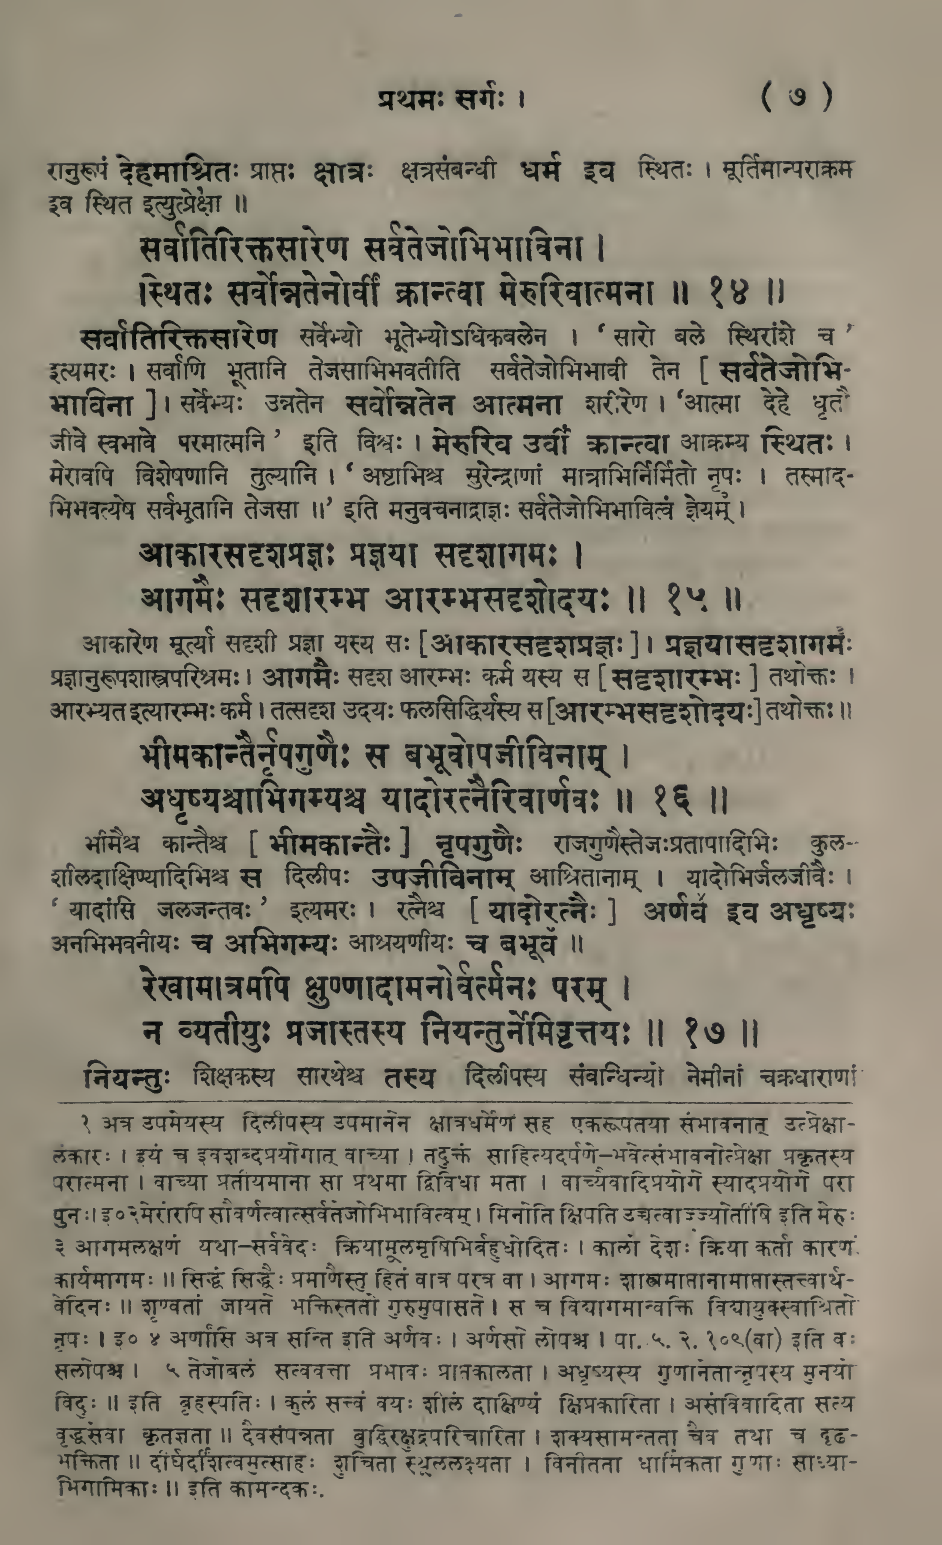 प्रथमः सर्गः । ( ७ )
रानुरूपं देहमाश्रितः प्राप्तः क्षात्रः क्षत्रसंबन्धी धर्म इव स्थितः । मूर्तिमान्पराक्रम
इव स्थित इत्युत्प्रेक्षा ॥
सर्वातिरिक्तसारेण सर्वतेजोभिभाविना ।
स्थितः सर्वोन्नतेनोर्वीं क्रान्त्वा मेरुरिवात्मना ॥ १४ ॥
सर्वातिरिक्तसारेण सर्वेभ्यो भूतेभ्योऽधिकबलेन । ‘ सारो बले स्थिरांशे च ’
इत्यमरः । सर्वाणि भूतानि तेजसाभिभवतीति सर्वतेजोभिभावी तेन [ सर्वतेजोभि-
भाविना ]। सर्वेभ्यः उन्नतेन सर्वोन्नतेन आत्मना शरीरेण । ‘आत्मा देहे धृतौ
जीवे स्वभावे परमात्मनि ’ इति विश्वः । मेरुरिव उर्वीं क्रान्त्वा आक्रम्य स्थितः ।
मेरावपि विशेषणानि तुल्यानि । ‘ अष्टाभिश्च सुरेन्द्राणां मात्राभिर्निर्मितो नृपः । तस्माद-
भिभवत्येष सर्वभूतानि तेजसा ॥’ इति मनुवचनाद्राज्ञः सर्वतेजोभिभावित्वं ज्ञेयम् ।
आकारसदृशप्रज्ञः प्रज्ञया सदृशागमः ।
आगमैः सदृशारम्भ आरम्भसदृशोदयः ॥ १५ ॥
आकारेण मूर्त्या सदृशी प्रज्ञा यस्य सः [आकारसदृशप्रज्ञः]। प्रज्ञयासदृशागमः
प्रज्ञानुरूपशास्त्रपरिश्रमः। आगमैः सदृश आरम्भः कर्म यस्य स [ सदृशारम्भः ] तथोक्तः ।
आरभ्यत इत्यारम्भः कर्म । तत्सदृश उदयः फलसिद्धिर्यस्य स[आरम्भसदृशोदयः]तथोक्तः॥
भीमकान्तैर्नृपगुणैः स बभूवोपजीविनाम् ।
अधृष्यश्चाभिगम्यश्च यादोरत्नैरिवार्णवः ॥ १६ ॥
भीमैश्च कान्तैश्च [ भीमकान्तैः ] नृपगुणैः राजगुणैस्तेजःप्रतापादिभिः कुल-
शीलदाक्षिण्यादिभिश्च स दिलीपः उपजीविनाम् आश्रितानाम् । यादोभिर्जलजीवैः ।
‘ यादांसि जलजन्तवः ’ इत्यमरः । रत्नैश्च [ यादोरत्नैः ] अर्णव इव अधृष्यः
अनभिभवनीयः च अभिगम्यः आश्रयणीयः च बभूव ॥
रेखामात्रमपि क्षुण्णादामनोर्वर्त्मनः परम् ।
न व्यतीयुः प्रजास्तस्य नियन्तुर्नेमिवृत्तयः ॥ १७ ॥
नियन्तुः शिक्षकस्य सारथेश्च तस्य दिलीपस्य संबन्धिन्यो नेमीनां चक्रधाराणां
१ अत्र उपमेयस्य दिलीपस्य उपमानेन क्षात्रधर्मेण सह एकरूपतया संभावनात् उत्प्रेक्षा-
लंकारः । इयं च इवशब्दप्रयोगात् वाच्या । तदुक्तं साहित्यदर्पणे–भवेत्संभावनोत्प्रेक्षा प्रकृतस्य
परात्मना । वाच्या प्रतीयमाना सा प्रथमा द्विविधा मता । वाच्येवादिप्रयोगे स्यादप्रयोगे परा
पुनः। इ० २ मेरोरपि सौवर्णत्वात्सर्वतेजोभिभावित्वम्। मिनोति क्षिपति उच्चत्वाज्ज्योतींषि इति मेरुः
३ आगमलक्षणं यथा–सर्ववेदः क्रियामूलमृषिभिर्बहुधोदितः । कालो देशः क्रिया कर्ता कारणं
कार्यमागमः ॥ सिद्धं सिद्धैः प्रमाणैस्तु हितं वात्र परत्र वा । आगमः शास्त्रमाप्तानामाप्तास्तत्त्वार्थ-
वेदिनः ॥ शृण्वतां जायते भक्तिस्ततो गुरुमुपासते । स च विद्यागमान्वक्ति विद्यायुक्स्वाश्रितो
नृपः । इ० ४ अर्णांसि अत्र सन्ति इति अर्णवः । अर्णसो लोपश्च । पा. ५. २. १०९(वा) इति वः
सलोपश्च । ५ तेजोबलं सत्ववत्ता प्रभावः प्राप्तकालता । अधृष्यस्य गुणानेतान्नृपस्य मुनयो
विदुः ॥ इति बृहस्पतिः । कुलं सत्त्वं वयः शीलं दाक्षिण्यं क्षिप्रकारिता । असंविवादिता सत्य
वृद्धसेवा कृतज्ञता ॥ दैवसंपन्नता बुद्धिरक्षुद्रपरिचारिता । शक्यसामन्तता चैव तथा च दृढ-
भक्तिता ॥ दीर्घदर्शित्वमुत्साहः शुचिता स्थूललक्ष्यता । विनीतता धार्मिकता गुणाः साध्या-
भिगामिकाः ॥ इति कामन्दकः.